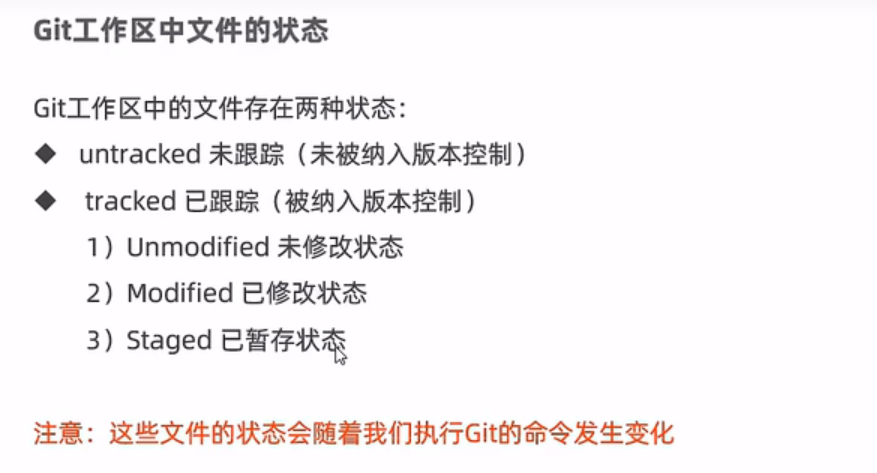 Git工作区中文件的状态
Git工作区中的文件存在两种状态：
◆ untracked 未跟踪（未被纳入版本控制）
◆ tracked 已跟踪（被纳入版本控制）
1）Unmodified 未修改状态
2）Modified 已修改状态
3）Staged 已暂存状态
注意：这些文件的状态会随着我们执行Git的命令发生变化